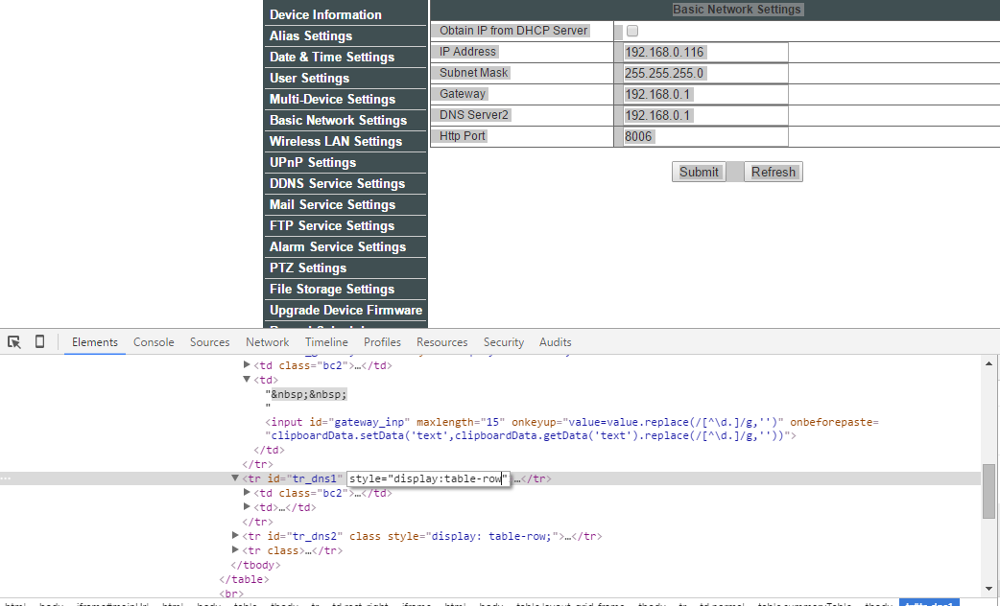 Device Information
Alias Settings
Date & Time Settings
User Settings
Multi-Device Settings
Basic Network Settings
Wireless LAN Settings
UPnP Settings
DDNS Service Settings
Mail Service Settings
FTP Service Settings
Alarm Service Settings
PTZ Settings
File Storage Settings
Upgrade Device Firmware
Basic Network Settings
Obtain IP from DHCP Server
IP Address 192.168.0.116
Subnet Mask 255.255.255.0
Gateway 192.168.0.1
DNS Server2 192.168.0.1
Http Port 8006
Submit Refresh
Elements Console Sources Network Timeline Profiles Resources Security Audits
<td class="bc2">…</td>
<td>
"&nbsp;&nbsp;
"
<input id="gateway_inp" maxlength="15" onkeyup="value=value.replace(/[^\d.]/g,'')" onbeforepaste=
"clipboardData.setData('text',clipboardData.getData('text').replace(/[^\d.]/g,''))">
</td>
</tr>
... <tr id="tr_dns1" style="display:table-row" …</tr>
<td class="bc2">…</td>
<td>…</td>
</tr>
<tr id="tr_dns2" class style="display: table-row;">…</tr>
<tr class>…</tr>
</tbody>
</table>
<br>